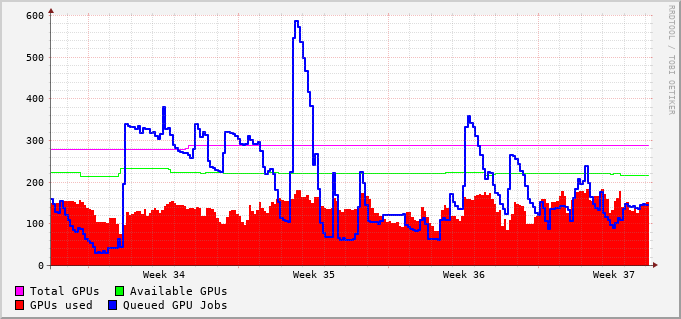 600
500
400
300
200
100
0
Week 34 Week 35 Week 36 Week 37
Total GPUs Available GPUs
GPUs used Queued GPU Jobs
RRDTOOL / TOBI OETIKER